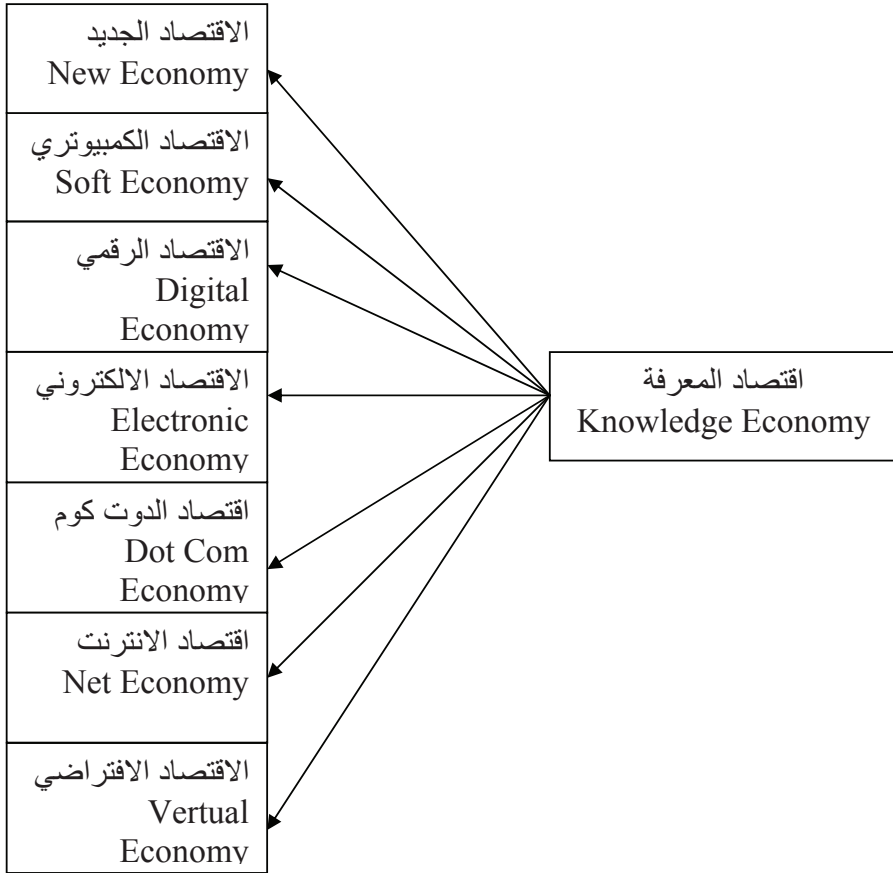 الاقتصاد الجديد
New Economy
الاقتصاد الكمبيوتري
Soft Economy
الاقتصاد الرقمي
Digital
Economy
الاقتصاد الالكتروني
Electronic
Economy
اقتصاد الدوت كوم
Dot Com
Economy
اقتصاد الانترنت
Net Economy
الاقتصاد الافتراضي
Vertual
Economy
اقتصاد المعرفة
Knowledge Economy